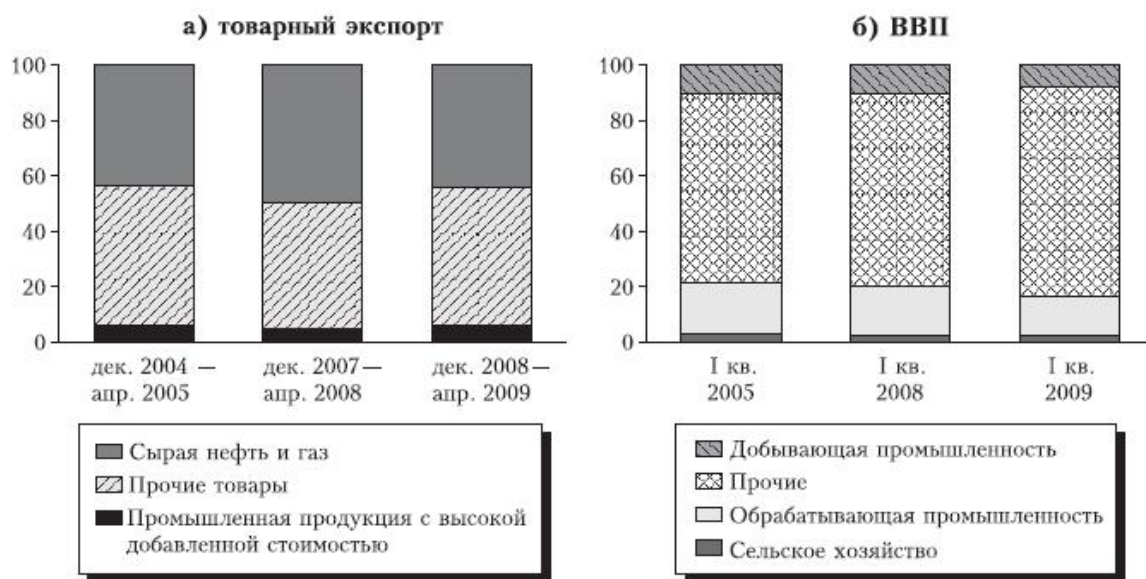 а) товарный экспорт
100
80
60
40
20
0
дек. 2004 —
апр. 2005
дек. 2007—
апр. 2008
дек. 2008—
апр. 2009
Сырая нефть и газ
Прочие товары
Промышленная продукция с высокой
добавленной стоимостью
б) ВВП
100
80
60
40
20
0
I кв.
2005
I кв.
2008
I кв.
2009
Добывающая промышленность
Прочие
Обрабатывающая промышленность
Сельское хозяйство